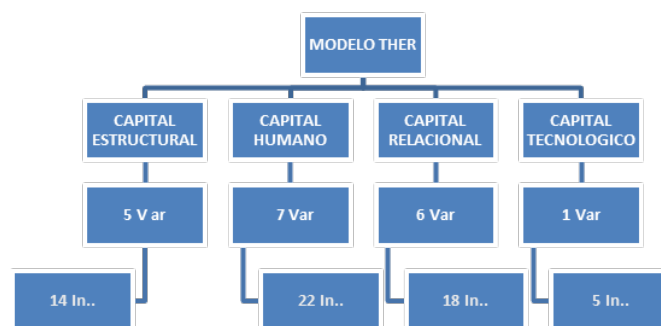 MODELO THER
CAPITAL
ESTRUCTURAL
CAPITAL
HUMANO
CAPITAL
RELACIONAL
CAPITAL
TECNOLOGICO
5 V ar
7 Var
6 Var
1 Var
14 In..
22 In..
18 In..
5 In..